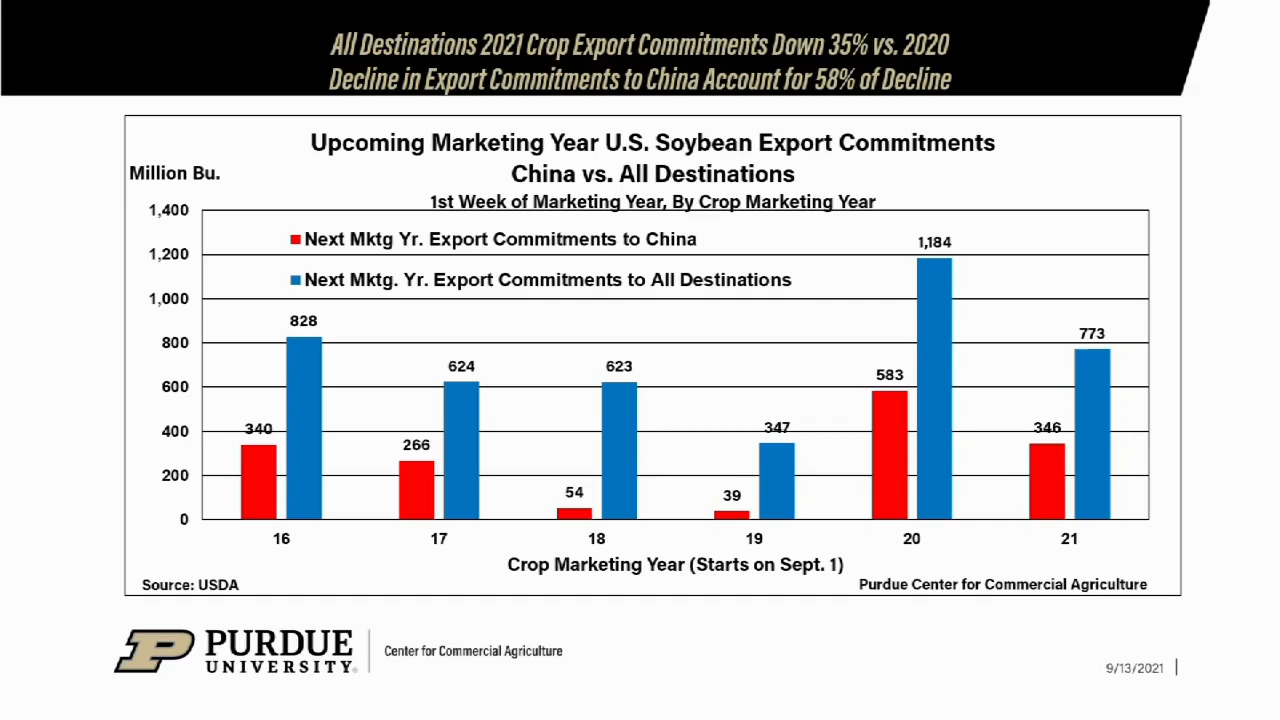 All Destinations 2021 Crop Export Commitments Down 35% vs. 2020
Decline in Export Commitments to China Account for 58% of Decline
Upcoming Marketing Year U.S. Soybean Export Commitments
China vs. All Destinations
Million Bu.
1st Week of Marketing Year, By Crop Marketing Year
1,400
1,200
1,000
800
600
400
200
0
Next Mktg Yr. Export Commitments to China
Next Mktg. Yr. Export Commitments to All Destinations
340
828
266
624
54
623
39
347
583
1,184
346
773
16
17
18
19
20
21
Crop Marketing Year (Starts on Sept. 1)
Source: USDA
Purdue Center for Commercial Agriculture
P
PURDUE
UNIVERSITY®
Center for Commercial Agriculture
9/13/2021